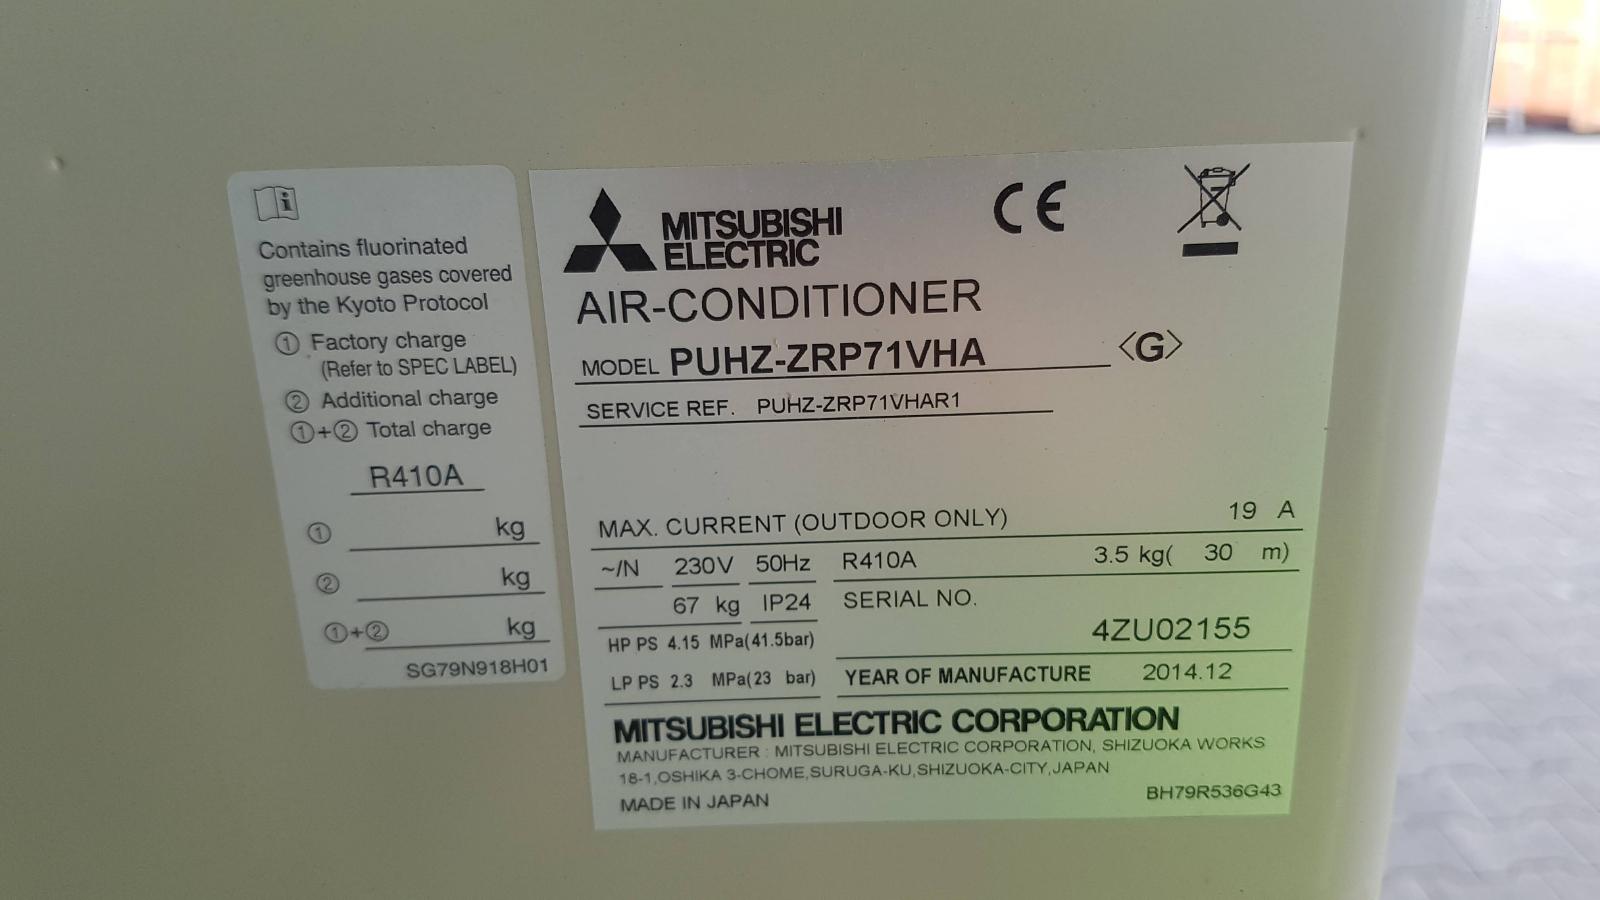 Contains fluorinated
greenhouse gases covered
by the Kyoto Protocol
① Factory charge
(Refer to SPEC LABEL)
② Additional charge
①+② Total charge
R410A
① kg
② kg
①+② kg
SG79N918H01
MITSUBISHI
ELECTRIC
CE
AIR-CONDITIONER
MODEL PUHZ-ZRP71VHA <G>
SERVICE REF. PUHZ-ZRP71VHAR1
MAX. CURRENT (OUTDOOR ONLY) 19 A
~/N 230V 50Hz R410A 3.5 kg( 30 m)
67 kg IP24 SERIAL NO.
4ZU02155
HP PS 4.15 MPa(41.5bar)
LP PS 2.3 MPa(23 bar) YEAR OF MANUFACTURE 2014.12
MITSUBISHI ELECTRIC CORPORATION
MANUFACTURER : MITSUBISHI ELECTRIC CORPORATION, SHIZUOKA WORKS
18-1,OSHIKA 3-CHOME,SURUGA-KU,SHIZUOKA-CITY,JAPAN
MADE IN JAPAN BH79R536G43